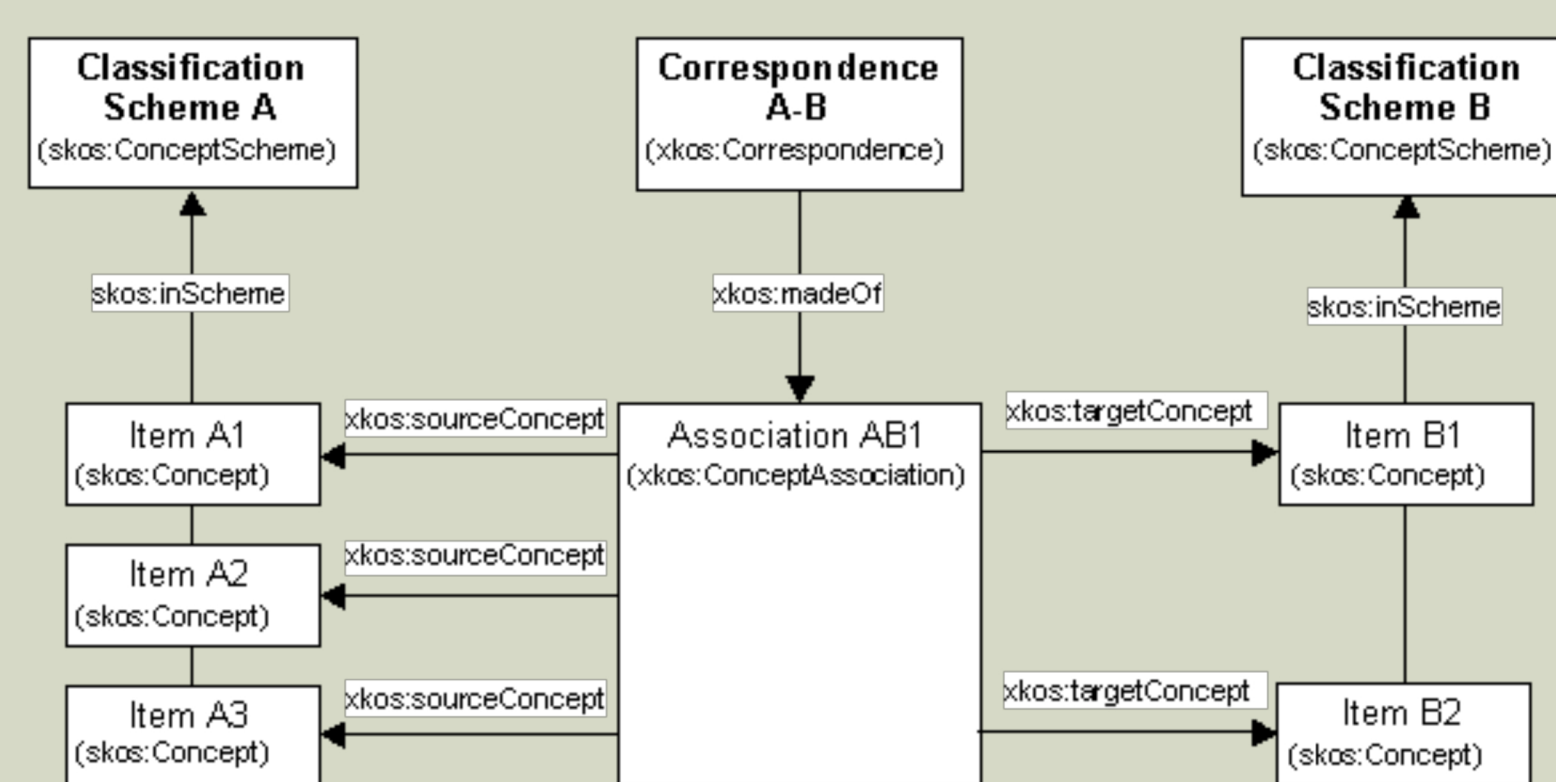 Classification
Scheme A
(skos:ConceptScheme)
Correspondence
A-B
(xkos:Correspondence)
Classification
Scheme B
(skos:ConceptScheme)
skos:inScheme
xkos:madeOf
skos:inScheme
Item A1
(skos:Concept)
xkos:sourceConcept
Association AB1
(xkos:ConceptAssociation)
xkos:targetConcept
Item B1
(skos:Concept)
Item A2
(skos:Concept)
xkos:sourceConcept
Item A3
(skos:Concept)
xkos:sourceConcept
xkos:targetConcept
Item B2
(skos:Concept)